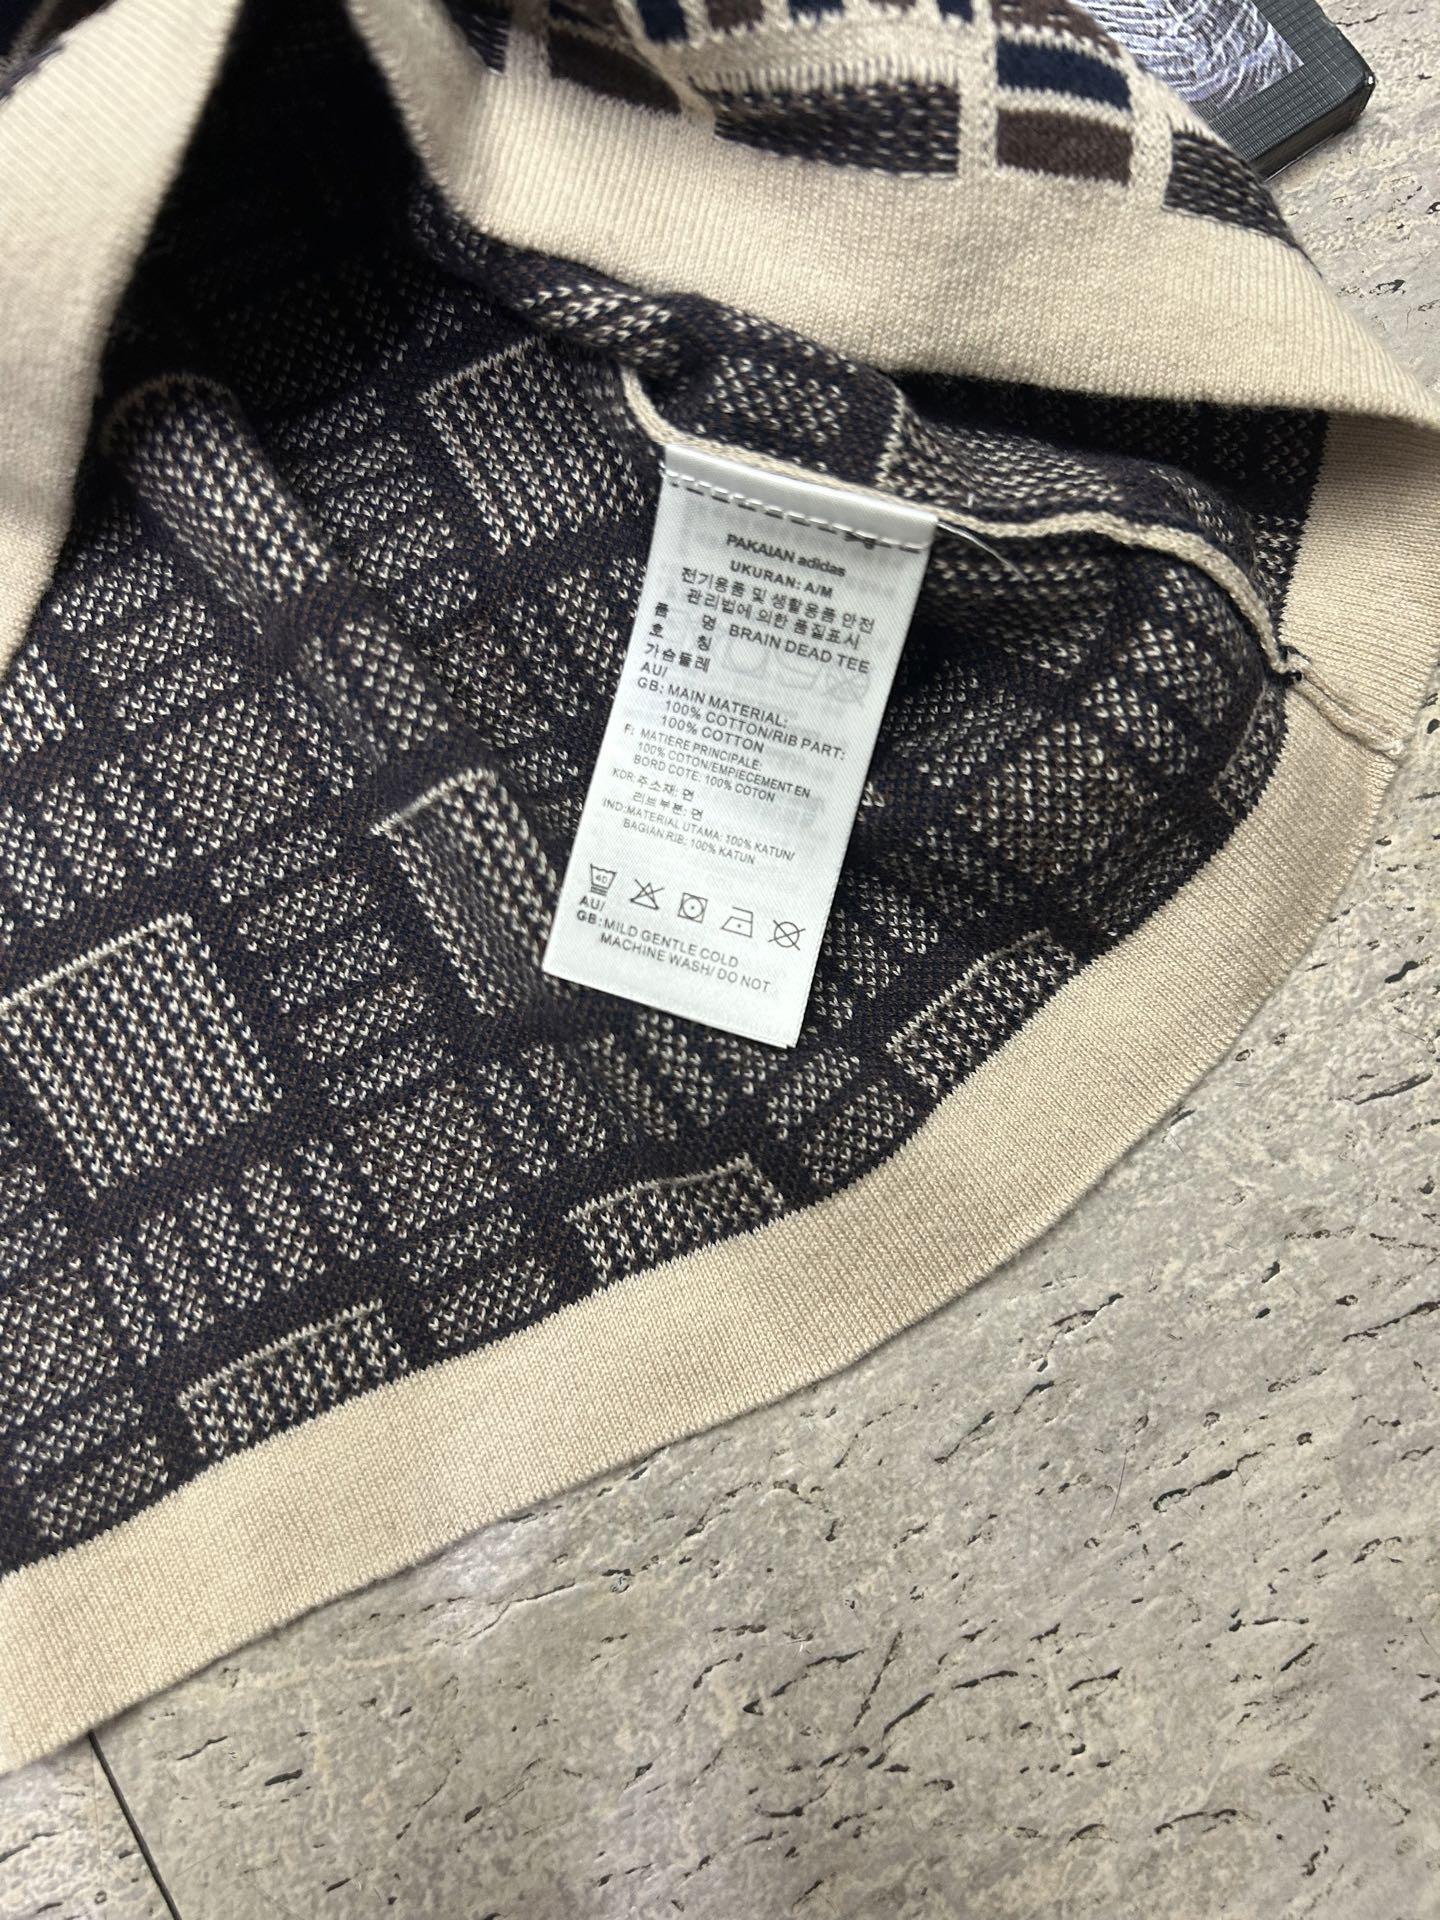 PAKAIAN adidas
UKURAN: A/M
전기용품 및 생활용품 안전
관리법에 의한 품질표시
품 명 BRAIN DEAD TEE
호 칭
가슴둘레
AU/
GB: MAIN MATERIAL:
100% COTTON/RIB PART:
100% COTTON
F: MATIERE PRINCIPALE:
100% COTON/EMPIECEMENT EN
BORD COTE: 100% COTON
KOR: 주소재: 면
리브부분: 면
IND:MATERIAL UTAMA: 100% KATUN/
BAGIAN RIB: 100% KATUN
40
AU/
GB: MILD GENTLE COLD
MACHINE WASH/ DO NOT